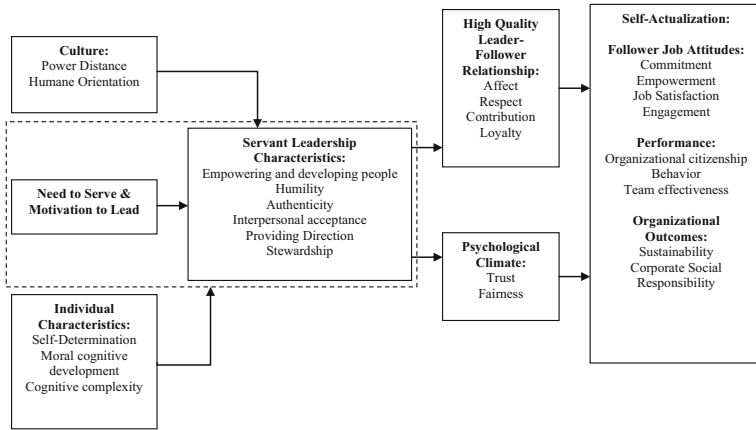 Culture:
Power Distance
Humane Orientation
Need to Serve &
Motivation to Lead
Individual
Characteristics:
Self-Determination
Moral cognitive
development
Cognitive complexity
Servant Leadership
Characteristics:
Empowering and developing people
Humility
Authenticity
Interpersonal acceptance
Providing Direction
Stewardship
High Quality
Leader-
Follower
Relationship:
Affect
Respect
Contribution
Loyalty
Psychological
Climate:
Trust
Fairness
Self-Actualization:
Follower Job Attitudes:
Commitment
Empowerment
Job Satisfaction
Engagement
Performance:
Organizational citizenship
Behavior
Team effectiveness
Organizational
Outcomes:
Sustainability
Corporate Social
Responsibility